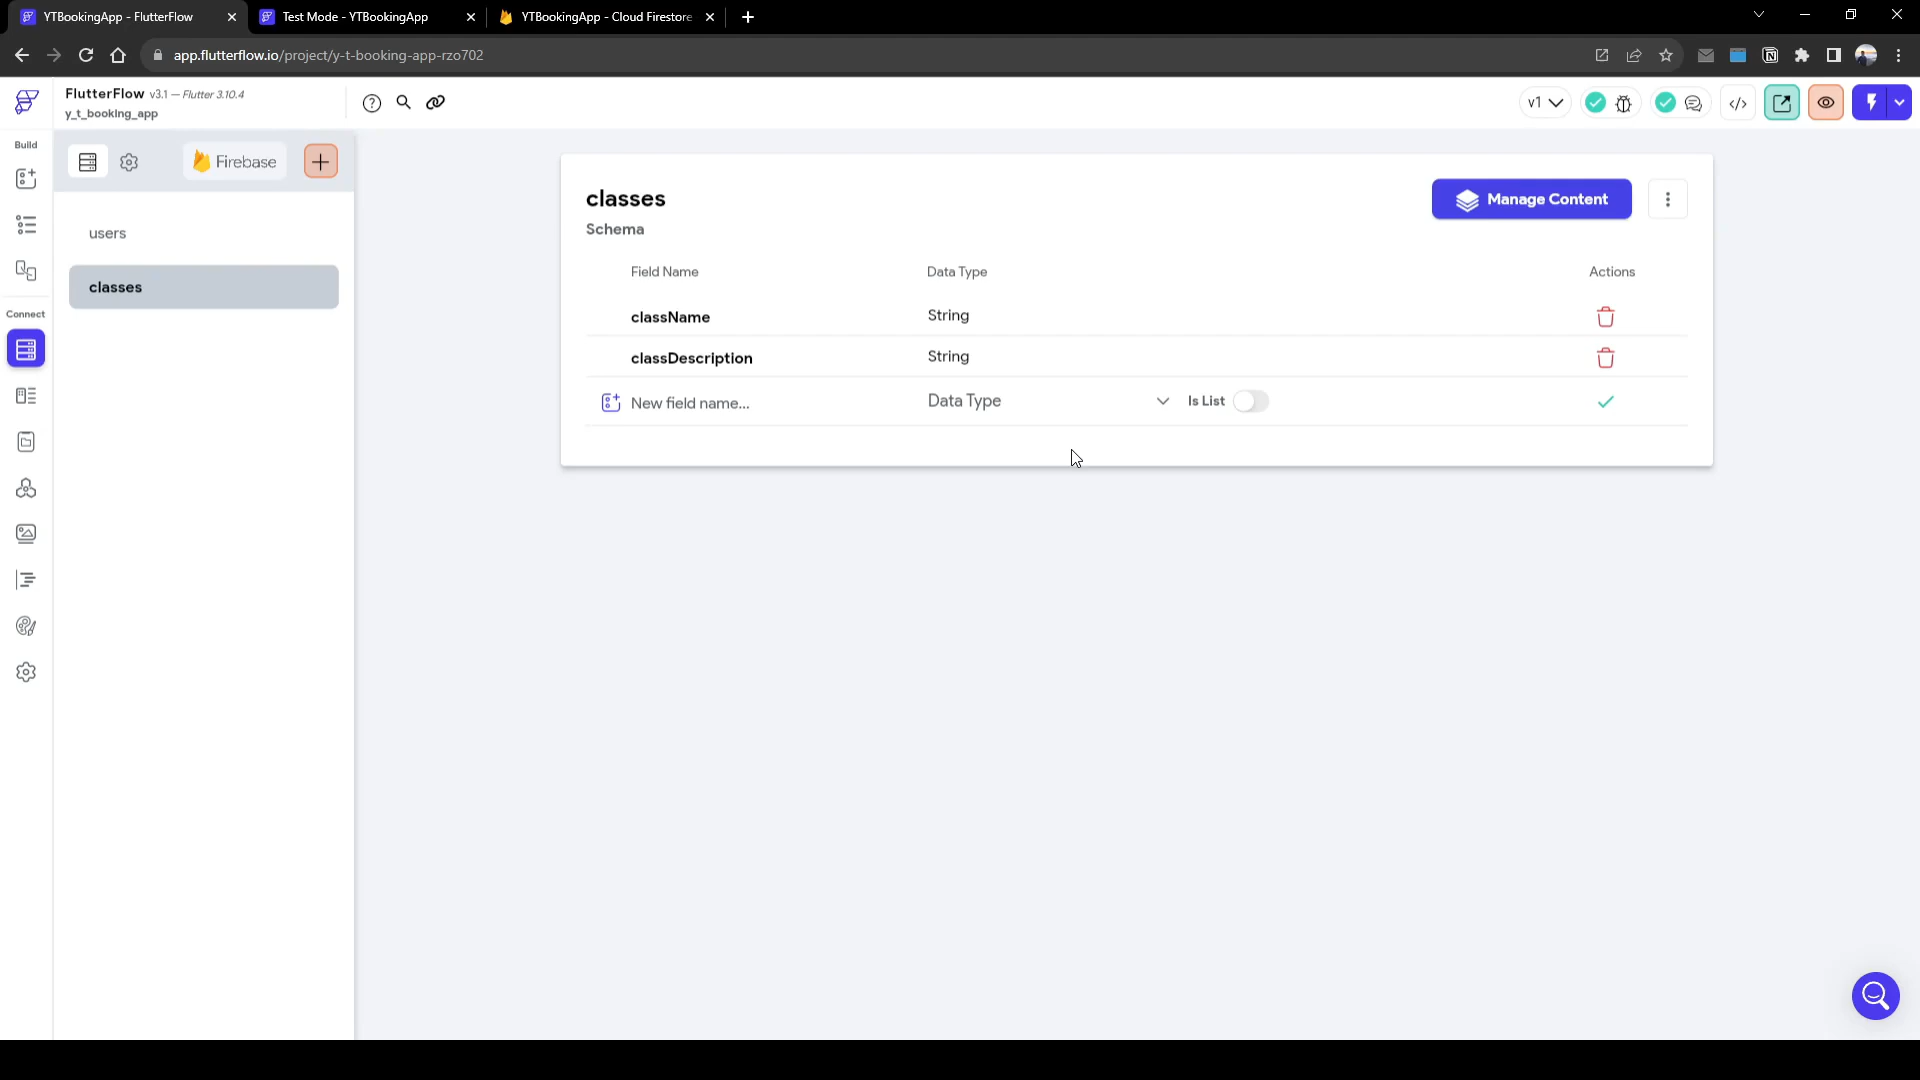 YTBookingApp - FlutterFlow
Test Mode - YTBookingApp
YTBookingApp - Cloud Firestore
app.flutterflow.io/project/y-t-booking-app-rzo702
FlutterFlow v3.1 — Flutter 3.10.4
y_t_booking_app
v1
Build
Connect
Firebase
users
classes
classes
Schema
Manage Content
Field Name Data Type Actions
className String
classDescription String
New field name... Data Type Is List